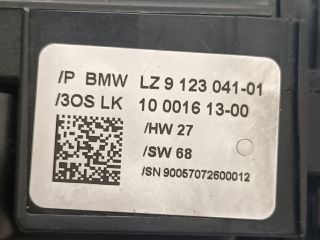 /P BMW LZ 9 123 041-01
/3OS LK 10 0016 13-00
/HW 27
/SW 68
/SN 90057072600012